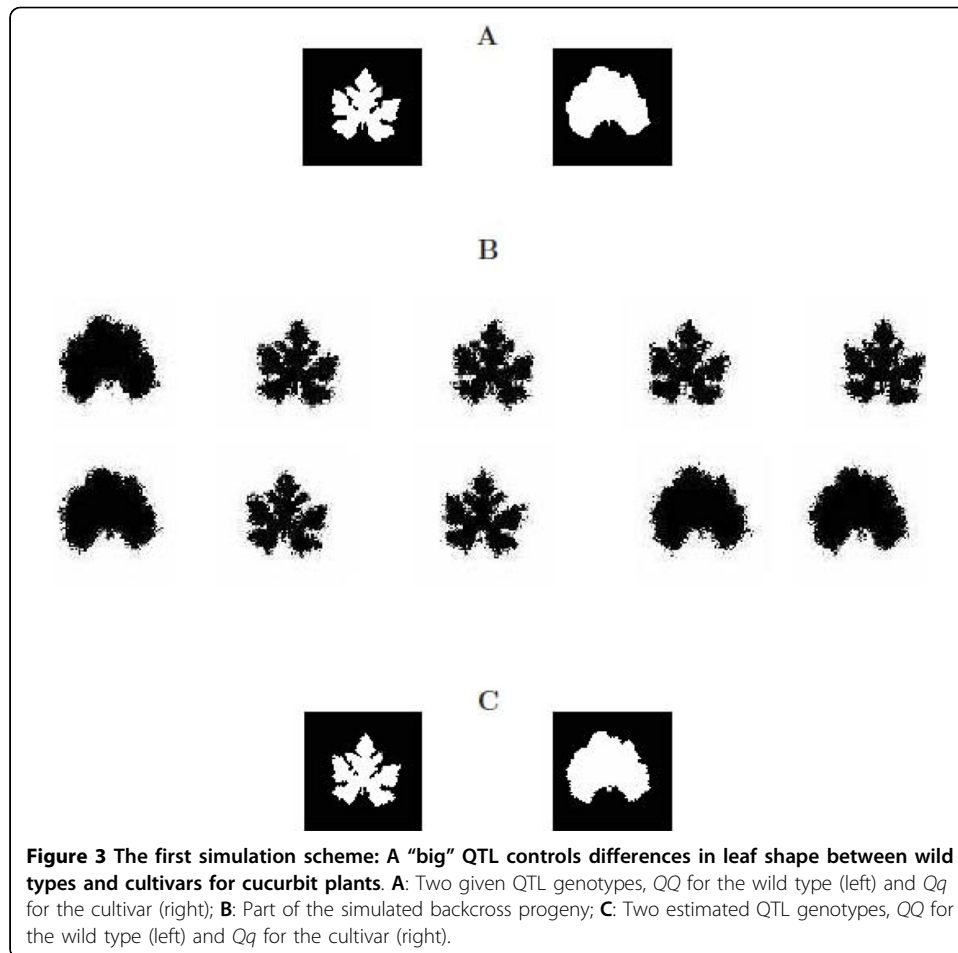 A
B
C
Figure 3 The first simulation scheme: A “big” QTL controls differences in leaf shape between wild
types and cultivars for cucurbit plants. A: Two given QTL genotypes, QQ for the wild type (left) and Qq
for the cultivar (right); B: Part of the simulated backcross progeny; C: Two estimated QTL genotypes, QQ for
the wild type (left) and Qq for the cultivar (right).